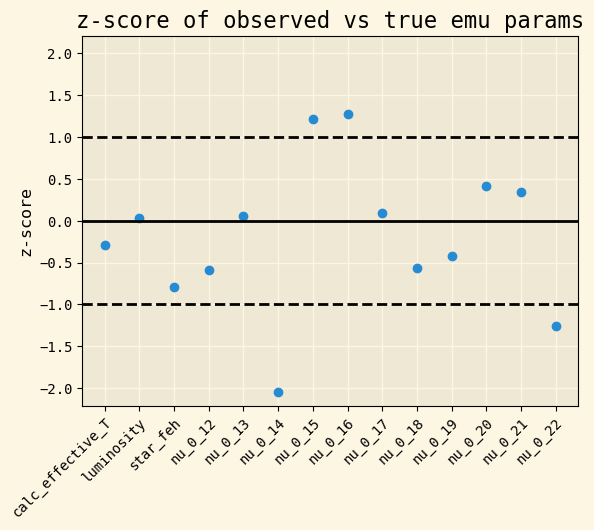 z-score of observed vs true emu params
z-score
2.0
1.5
1.0
0.5
0.0
−0.5
−1.0
−1.5
−2.0
calc_effective_T
luminosity
star_feh
nu_0_12
nu_0_13
nu_0_14
nu_0_15
nu_0_16
nu_0_17
nu_0_18
nu_0_19
nu_0_20
nu_0_21
nu_0_22